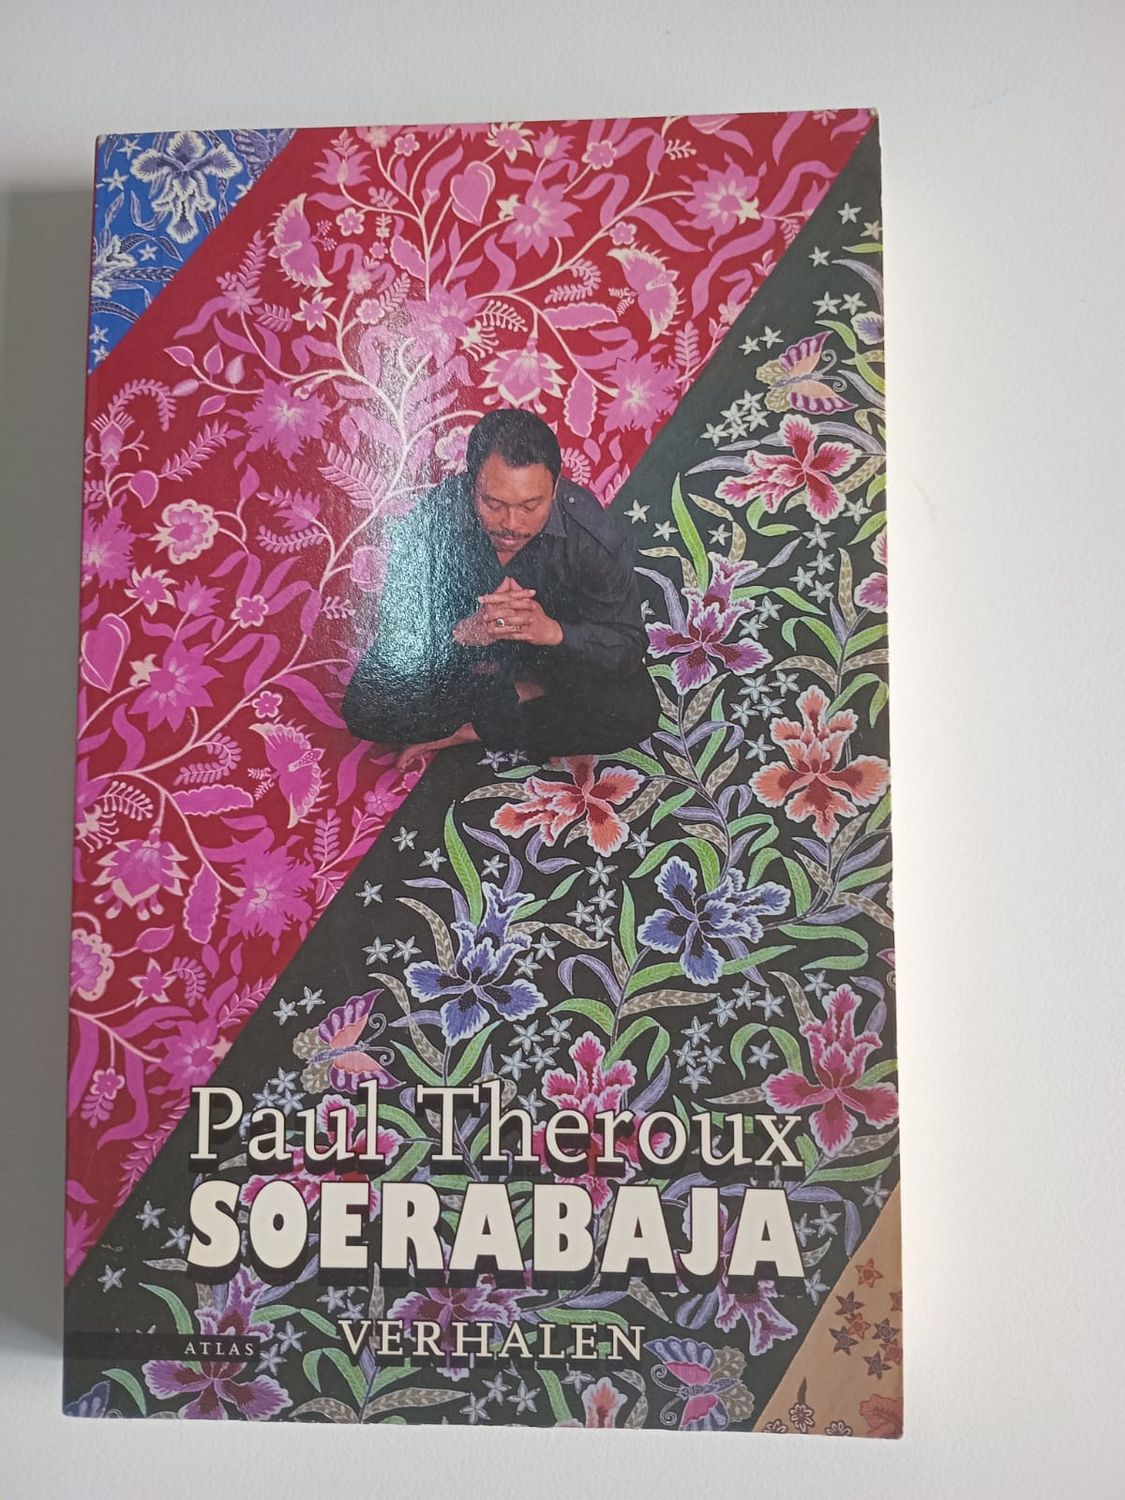 Paul Theroux
SOERABAJA
VERHALEN
ATLAS